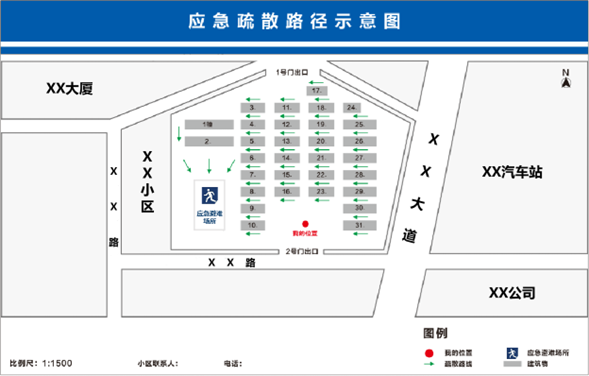 应急疏散路径示意图
1号门出口
N
XX大厦
17.
3. 11. 18. 24.
1幢 4. 12. 19. 25.
2. 5. 13. 20. 26.
6. 14. 21. 27.
7. 15. 22. 28.
8. 16. 23. 29.
9. 30.
10. 31.
XX小区
应急避难
场所
我的位置
2号门出口
XX路
XX路
XX大道
XX汽车站
XX公司
图例
我的位置 应急避难场所
疏散路线 建筑物
比例尺：1:1500 小区联系人： 电话：